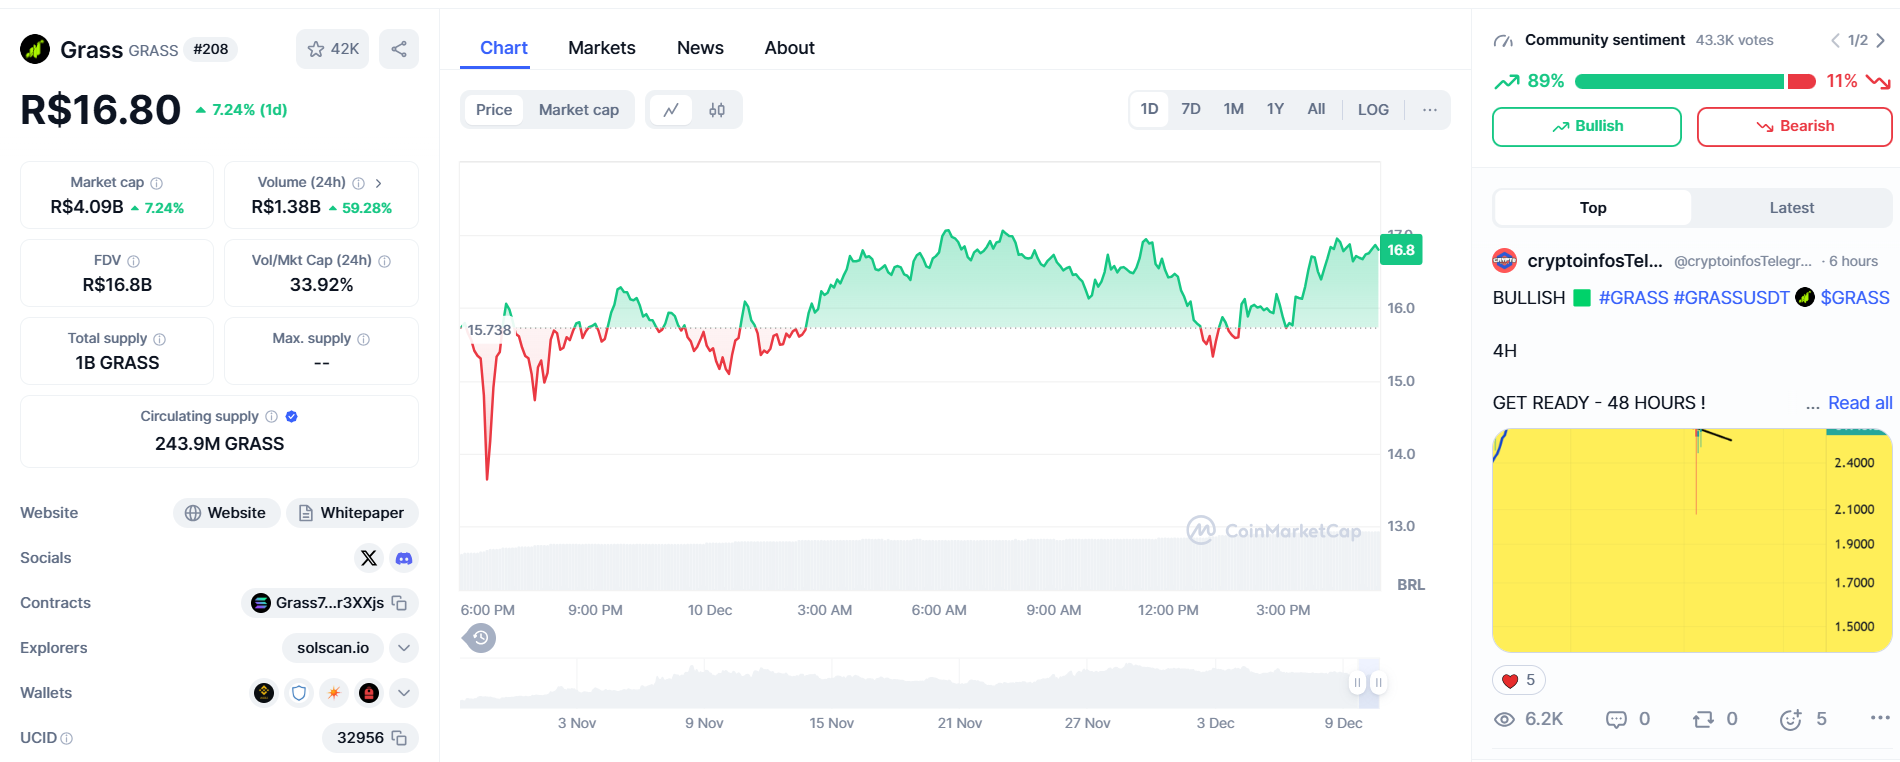 Grass GRASS #208
42K
R$16.80 7.24% (1d)
Market cap
R$4.09B 7.24%
Volume (24h)
R$1.38B 59.28%
FDV
R$16.8B
Vol/Mkt Cap (24h)
33.92%
Total supply
1B GRASS
Max. supply
--
Circulating supply
243.9M GRASS
Website Website Whitepaper
Socials
Contracts Grass7...r3XXjs
Explorers solscan.io
Wallets
UCID 32956
Chart Markets News About
Price Market cap
1D 7D 1M 1Y All LOG ...
17.0
16.8
16.0
15.738
15.0
14.0
13.0
CoinMarketCap
BRL
6:00 PM 9:00 PM 10 Dec 3:00 AM 6:00 AM 9:00 AM 12:00 PM 3:00 PM
3 Nov 9 Nov 15 Nov 21 Nov 27 Nov 3 Dec 9 Dec
Community sentiment 43.3K votes 1/2
89% 11%
Bullish Bearish
Top Latest
cryptoinfosTel... @cryptoinfosTelegr... · 6 hours
BULLISH #GRASS #GRASSUSDT $GRASS
4H
GET READY - 48 HOURS ! ... Read all
2.4000
2.1000
1.9000
1.7000
1.5000
5
6.2K 0 0 5 ...